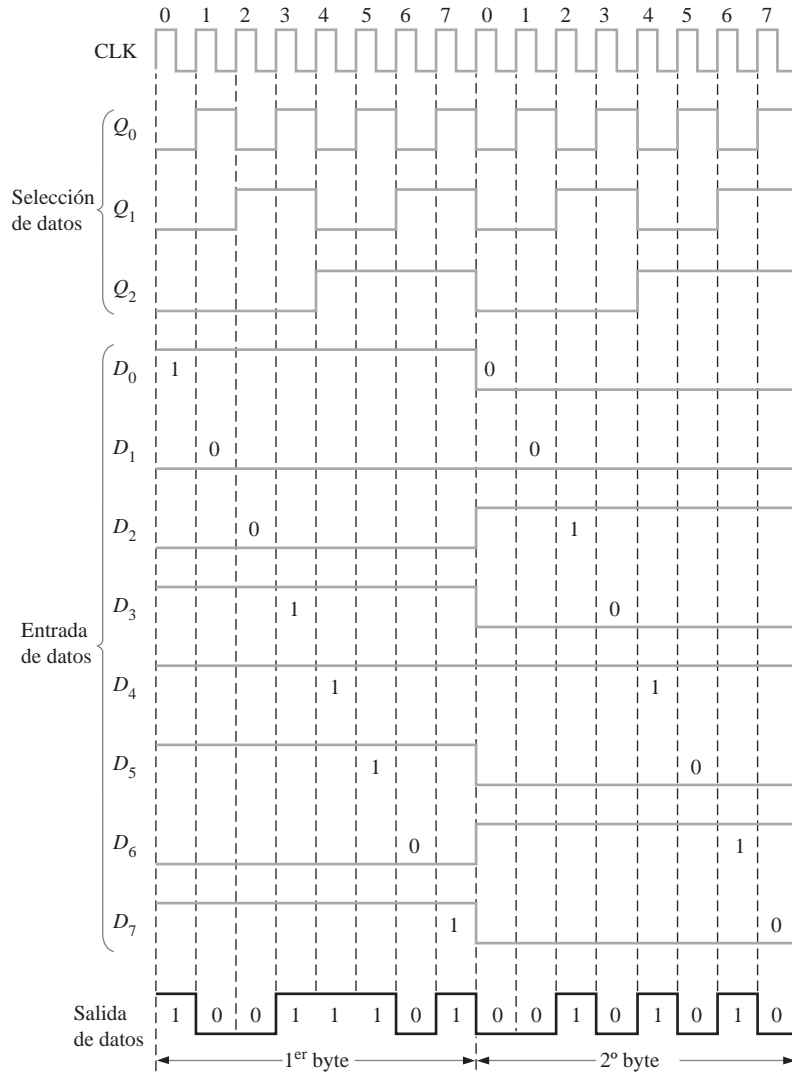 0 1 2 3 4 5 6 7 0 1 2 3 4 5 6 7
CLK
Q0
Selección
de datos
Q1
Q2
D0
1 0
D1
0 0
D2
0 1
D3
1 0
Entrada
de datos
D4
1 1
D5
1 0
D6
0 1
D7
1 0
Salida
de datos
1 0 0 1 1 1 0 1 0 0 1 0 1 0 1 0
1er byte 2º byte